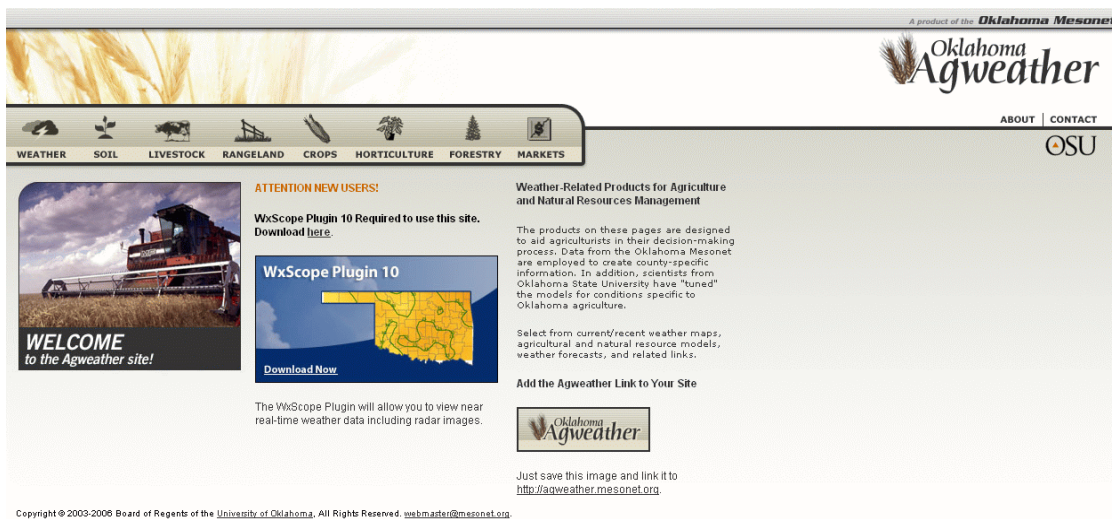 A product of the Oklahoma Mesonet
Oklahoma
Agweather
ABOUT CONTACT
WEATHER SOIL LIVESTOCK RANGELAND CROPS HORTICULTURE FORESTRY MARKETS
OSU
WELCOME
to the Agweather site!
ATTENTION NEW USERS!
WxScope Plugin 10 Required to use this site.
Download here.
WxScope Plugin 10
Download Now
The WxScope Plugin will allow you to view near
real-time weather data including radar images.
Weather-Related Products for Agriculture
and Natural Resources Management
The products on these pages are designed
to aid agriculturists in their decision-making
process. Data from the Oklahoma Mesonet
are employed to create county-specific
information. In addition, scientists from
Oklahoma State University have "tuned"
the models for conditions specific to
Oklahoma agriculture.
Select from current/recent weather maps,
agricultural and natural resource models,
weather forecasts, and related links.
Add the Agweather Link to Your Site
Oklahoma
Agweather
Just save this image and link it to
http://agweather.mesonet.org.
Copyright © 2003-2006 Board of Regents of the University of Oklahoma, All Rights Reserved. webmaster@mesonet.org.